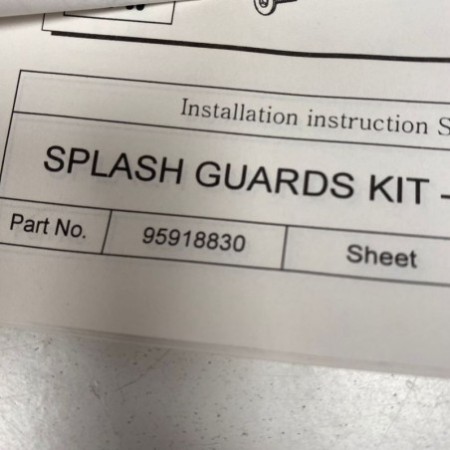 Installation instruction S
SPLASH GUARDS KIT -
Part No. 95918830 Sheet